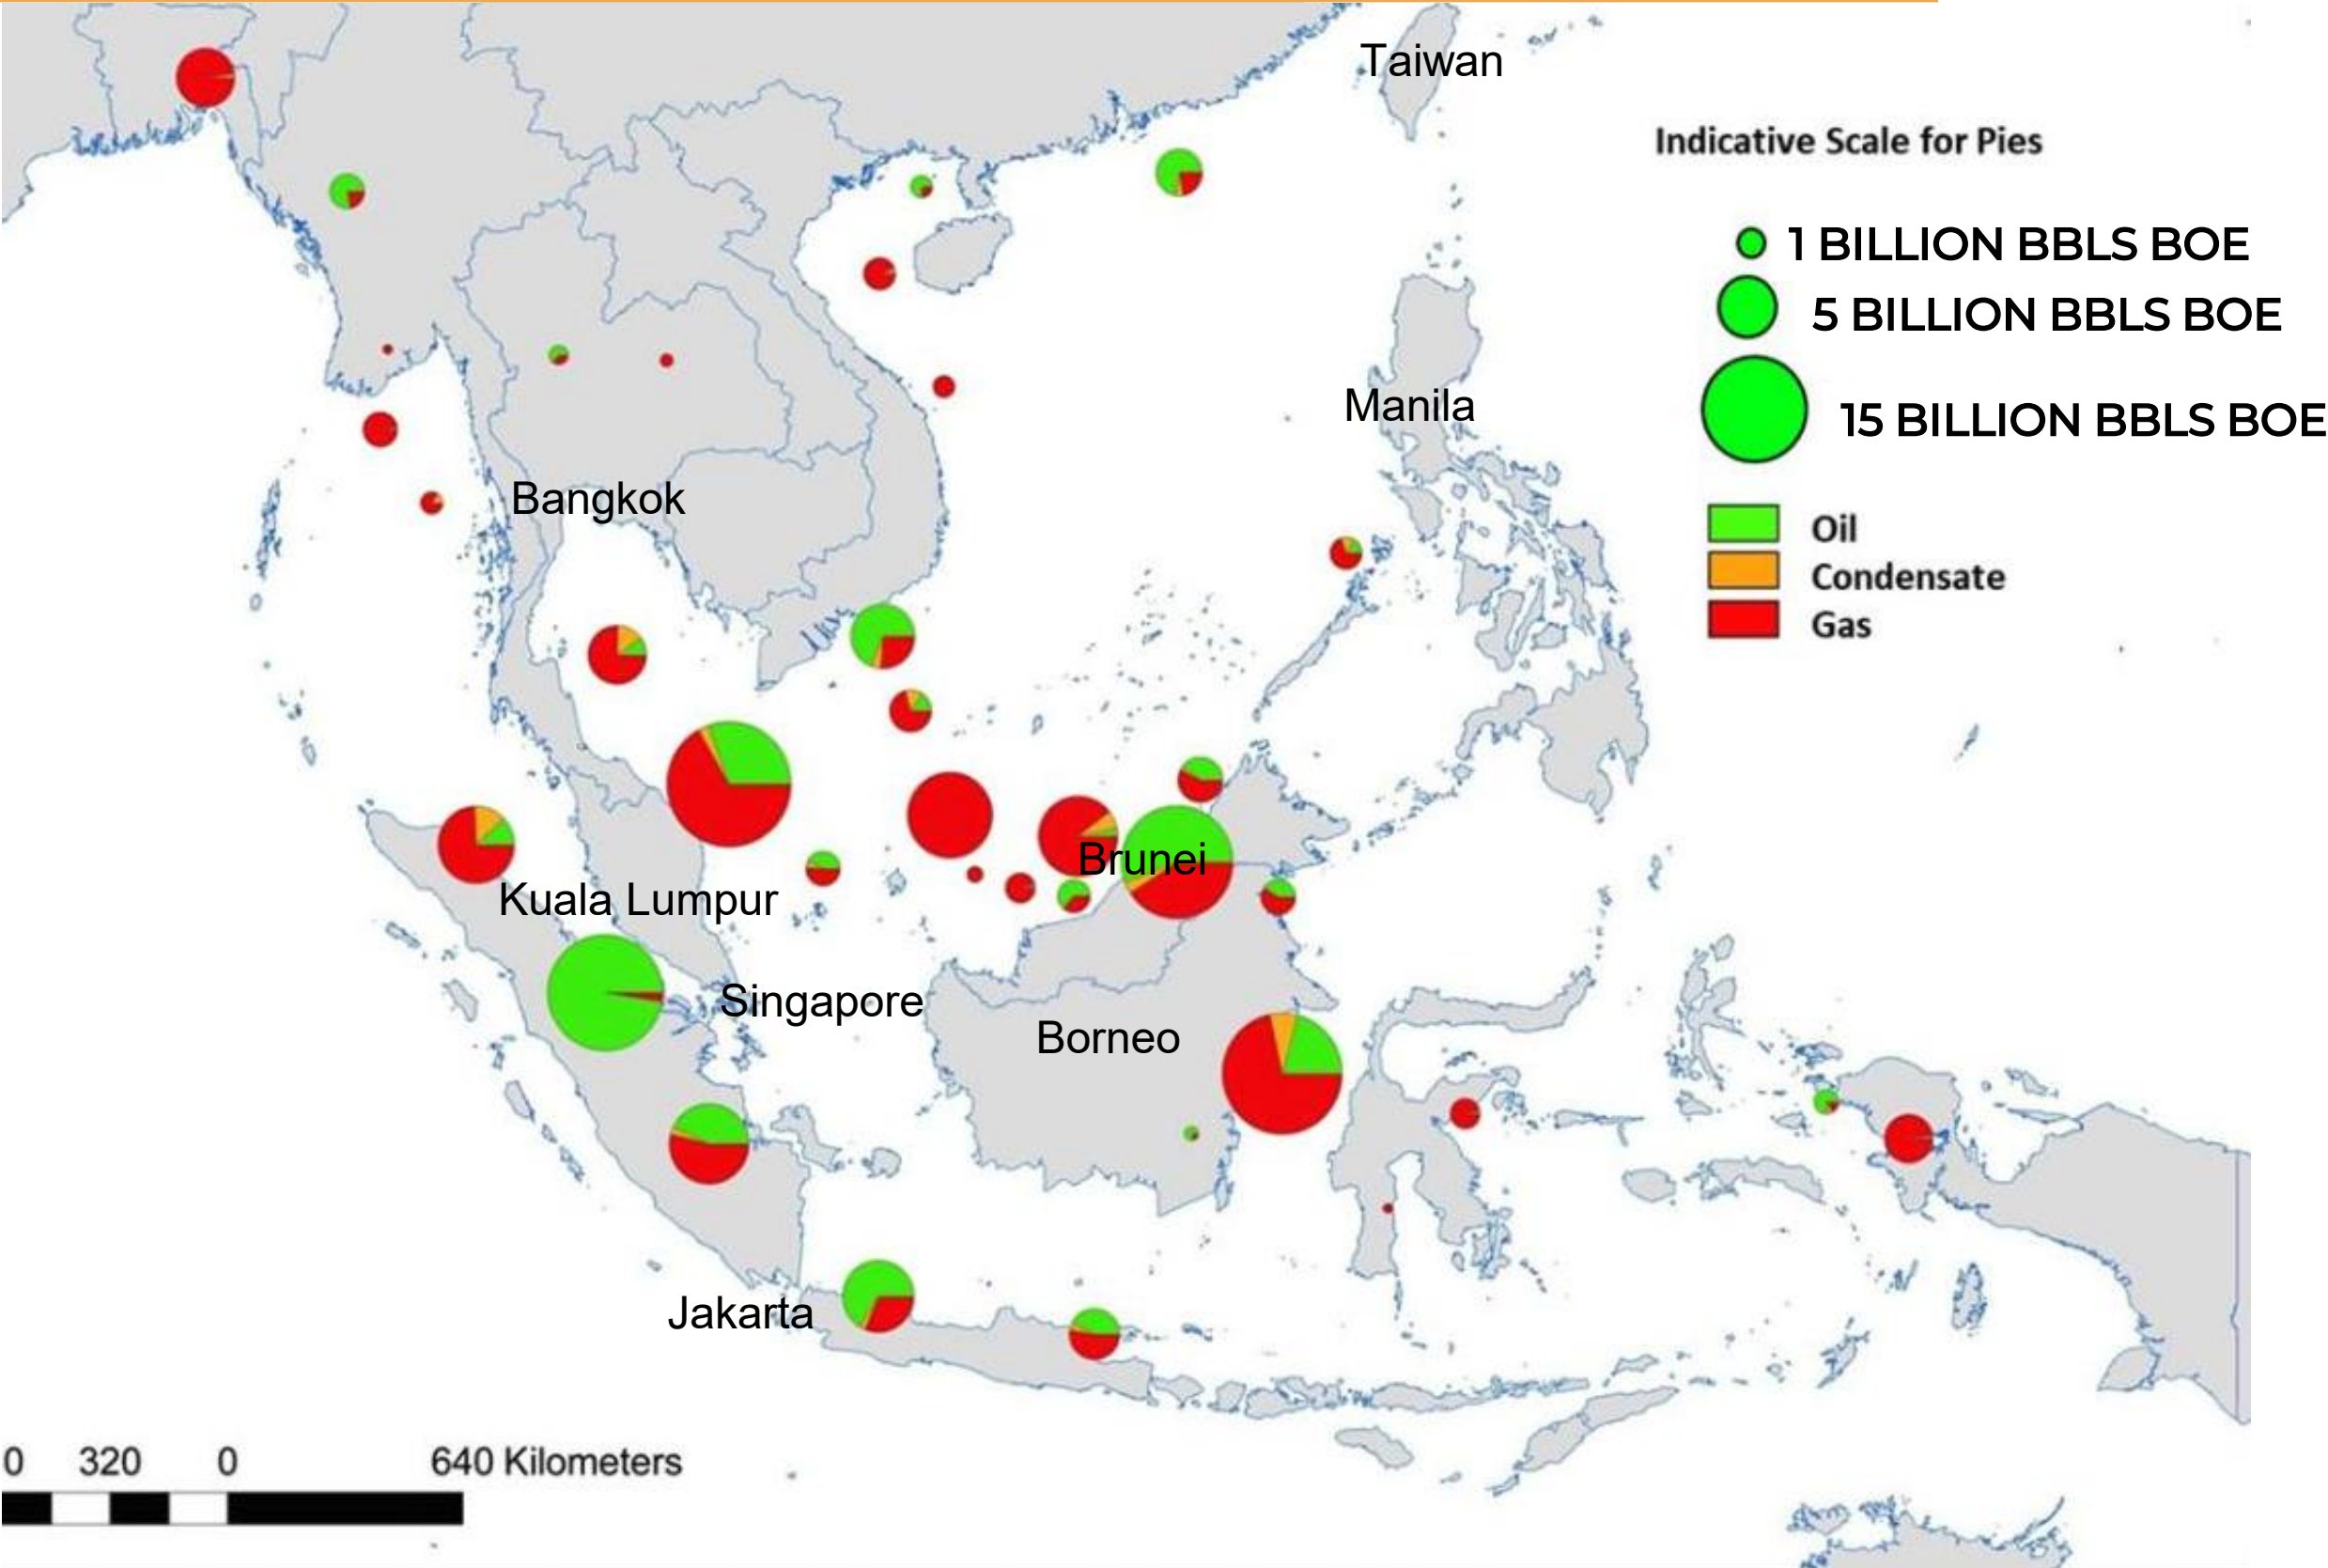 Taiwan
Indicative Scale for Pies
1 BILLION BBLS BOE
5 BILLION BBLS BOE
15 BILLION BBLS BOE
Manila
Bangkok
Oil
Condensate
Gas
Brunei
Kuala Lumpur
Singapore
Borneo
Jakarta
0 320 0 640 Kilometers